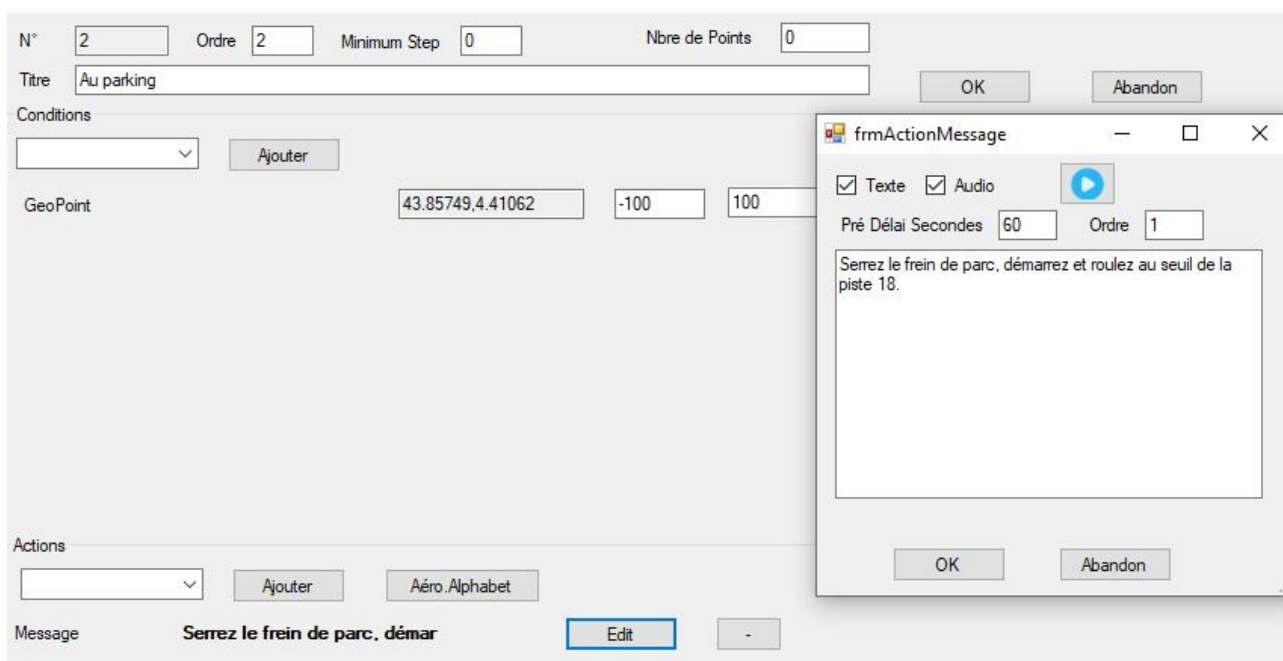 N° 2 Ordre 2 Minimum Step 0 Nbre de Points 0
Titre Au parking OK Abandon
Conditions
Ajouter
GeoPoint 43.85749,4.41062 -100 100
frmActionMessage
Texte Audio
Pré Délai Secondes 60 Ordre 1
Serrez le frein de parc, démarrez et roulez au seuil de la
piste 18.
OK Abandon
Actions
Ajouter Aéro.Alphabet
Message Serrez le frein de parc, démar Edit -